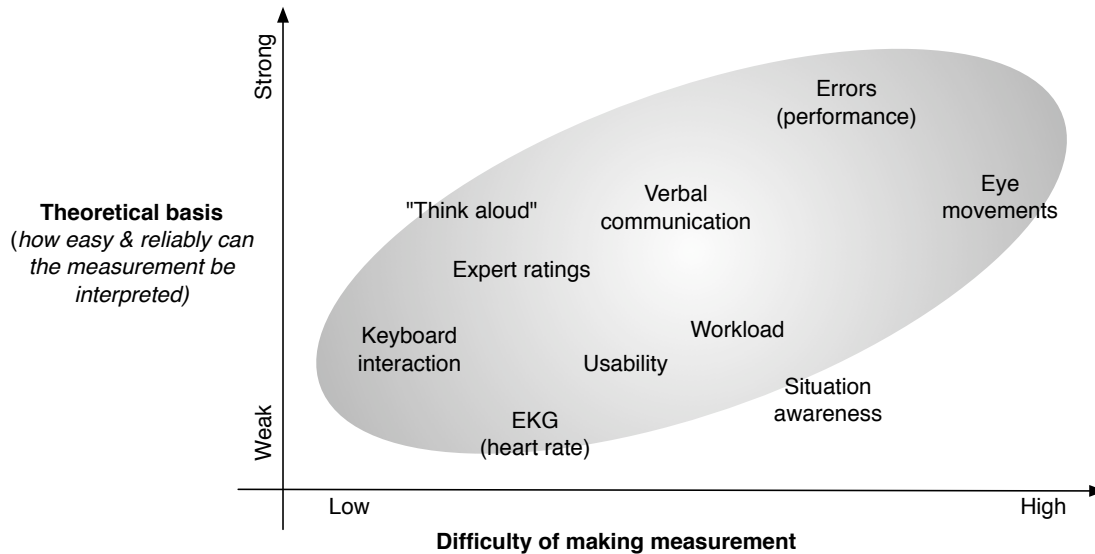 Strong
Errors
(performance)
Eye
movements
Verbal
communication
"Think aloud"
Theoretical basis
(how easy & reliably can
the measurement be
interpreted)
Expert ratings
Workload
Keyboard
interaction
Usability
Situation
awareness
EKG
(heart rate)
Weak
Low
High
Difficulty of making measurement